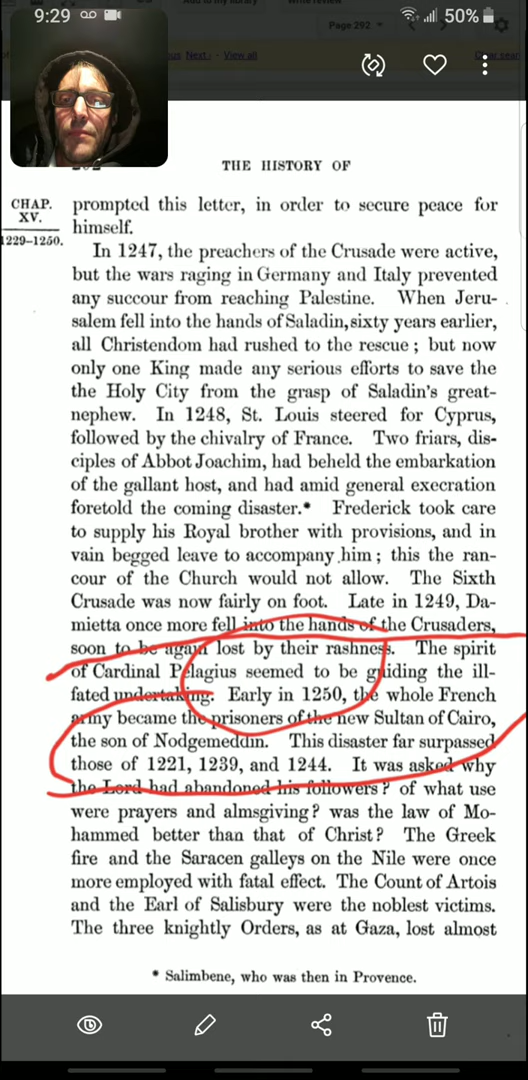 9:29
50%
Add to my library Write review
Page 292
Next - View all
Clear sear
THE HISTORY OF
CHAP.
XV.
1229–1250.
prompted this letter, in order to secure peace for
himself.
In 1247, the preachers of the Crusade were active,
but the wars raging in Germany and Italy prevented
any succour from reaching Palestine. When Jeru-
salem fell into the hands of Saladin, sixty years earlier,
all Christendom had rushed to the rescue; but now
only one King made any serious efforts to save the
the Holy City from the grasp of Saladin's great-
nephew. In 1248, St. Louis steered for Cyprus,
followed by the chivalry of France. Two friars, dis-
ciples of Abbot Joachim, had beheld the embarkation
of the gallant host, and had amid general execration
foretold the coming disaster.* Frederick took care
to supply his Royal brother with provisions, and in
vain begged leave to accompany him; this the ran-
cour of the Church would not allow. The Sixth
Crusade was now fairly on foot. Late in 1249, Da-
mietta once more fell into the hands of the Crusaders,
soon to be again lost by their rashness. The spirit
of Cardinal Pelagius seemed to be guiding the ill-
fated undertaking. Early in 1250, the whole French
army became the prisoners of the new Sultan of Cairo,
the son of Nodgemeddin. This disaster far surpassed
those of 1221, 1239, and 1244. It was asked why
the Lord had abandoned his followers? of what use
were prayers and almsgiving? was the law of Mo-
hammed better than that of Christ? The Greek
fire and the Saracen galleys on the Nile were once
more employed with fatal effect. The Count of Artois
and the Earl of Salisbury were the noblest victims.
The three knightly Orders, as at Gaza, lost almost
* Salimbene, who was then in Provence.